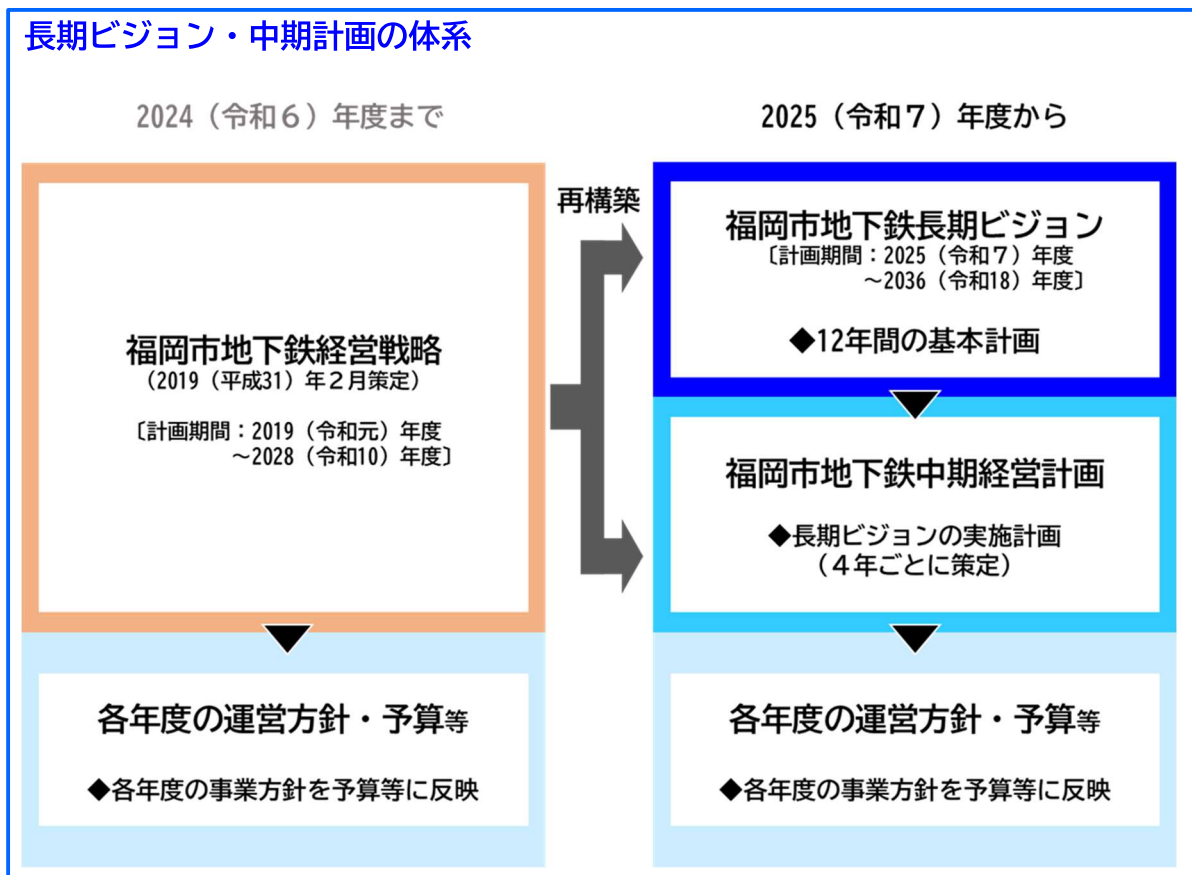 長期ビジョン・中期計画の体系
2024（令和６）年度まで
福岡市地下鉄経営戦略
（2019（平成31）年２月策定）
〔計画期間：2019（令和元）年度
～2028（令和10）年度〕
各年度の運営方針・予算等
◆各年度の事業方針を予算等に反映
再構築
2025（令和７）年度から
福岡市地下鉄長期ビジョン
〔計画期間：2025（令和７）年度
～2036（令和18）年度〕
◆12年間の基本計画
福岡市地下鉄中期経営計画
◆長期ビジョンの実施計画
（４年ごとに策定）
各年度の運営方針・予算等
◆各年度の事業方針を予算等に反映